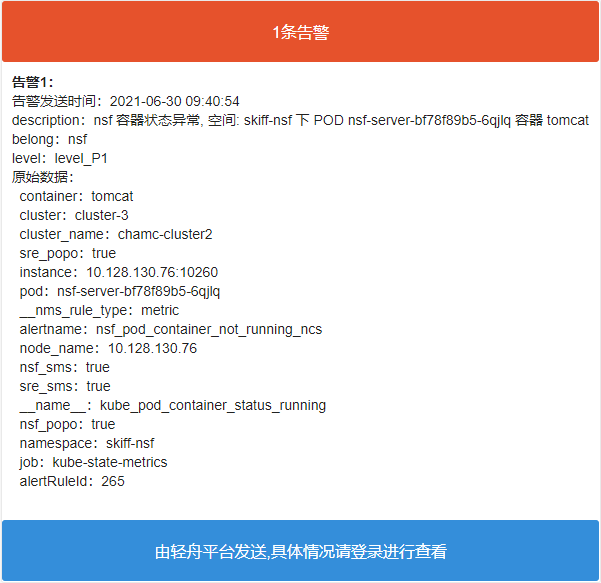 1条告警
告警1：
告警发送时间：2021-06-30 09:40:54
description：nsf 容器状态异常, 空间: skiff-nsf 下 POD nsf-server-bf78f89b5-6qjlq 容器 tomcat
belong：nsf
level：level_P1
原始数据：
container：tomcat
cluster：cluster-3
cluster_name：chamc-cluster2
sre_popo：true
instance：10.128.130.76:10260
pod：nsf-server-bf78f89b5-6qjlq
__nms_rule_type：metric
alertname：nsf_pod_container_not_running_ncs
node_name：10.128.130.76
nsf_sms：true
sre_sms：true
__name__：kube_pod_container_status_running
nsf_popo：true
namespace：skiff-nsf
job：kube-state-metrics
alertRuleId：265
由轻舟平台发送,具体情况请登录进行查看